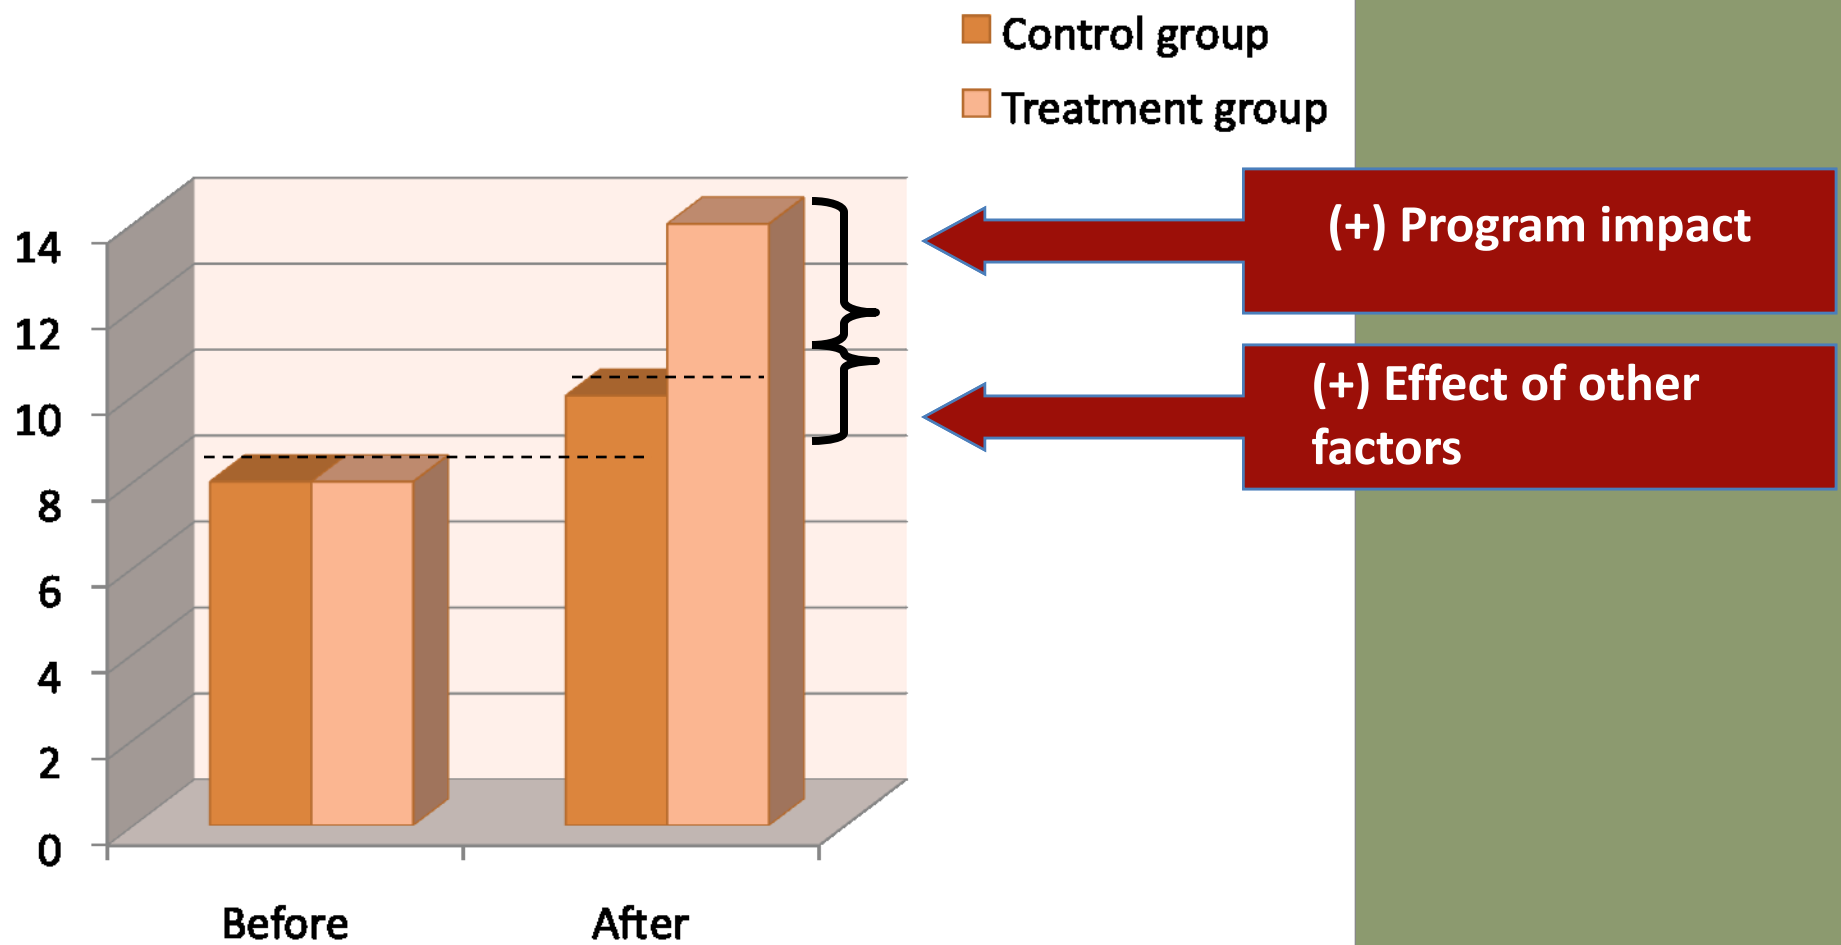 Control group
Treatment group
(+) Program impact
(+) Effect of other
factors
14
12
10
8
6
4
2
0
Before
After